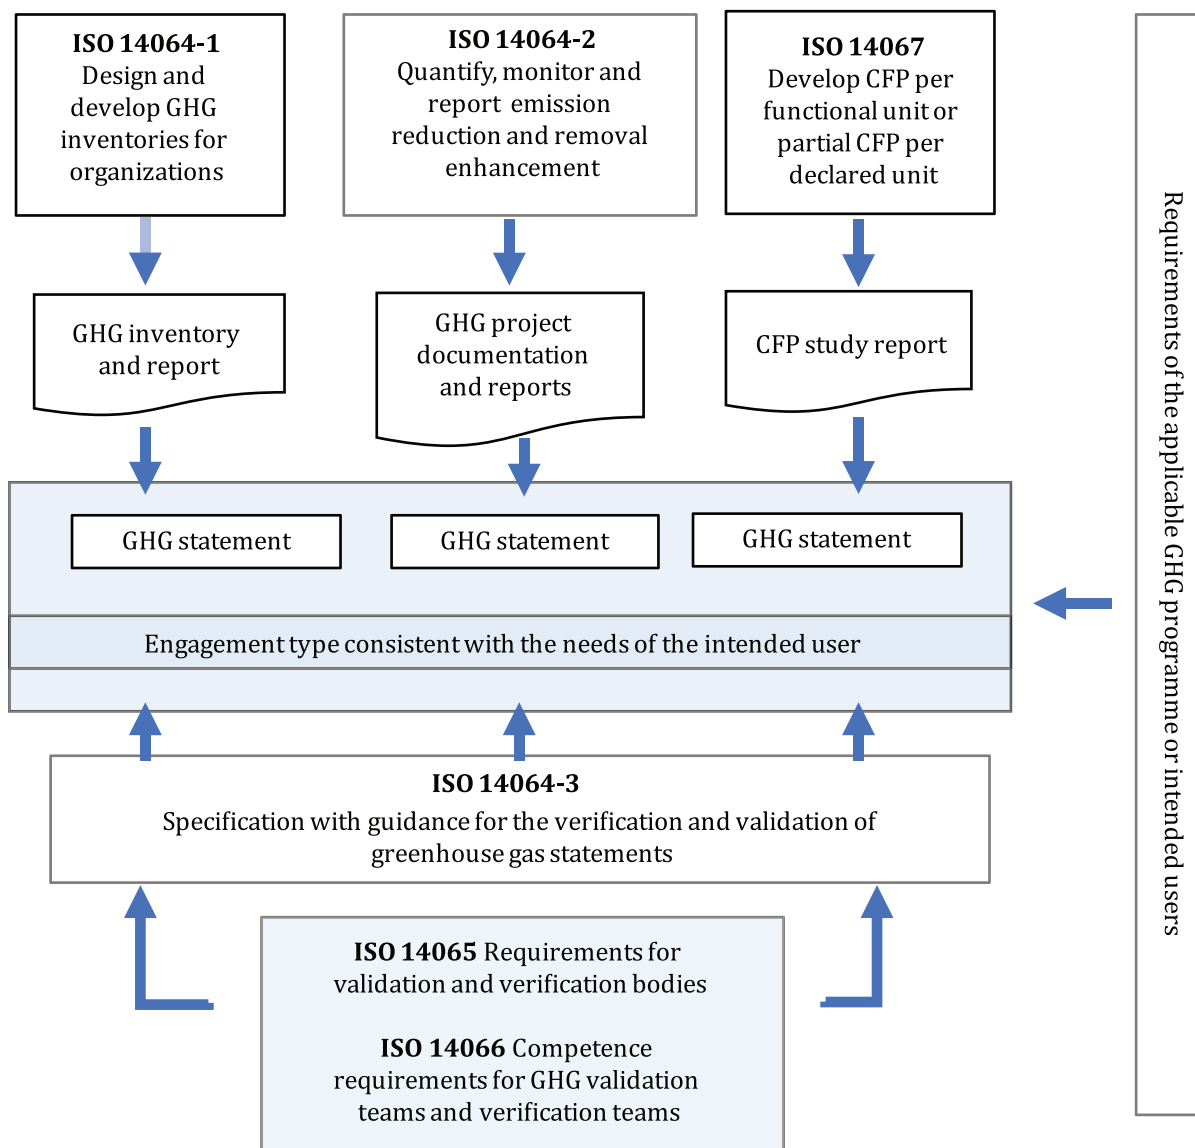 ISO 14064-1
Design and
develop GHG
inventories for
organizations
ISO 14064-2
Quantify, monitor and
report emission
reduction and removal
enhancement
ISO 14067
Develop CFP per
functional unit or
partial CFP per
declared unit
GHG inventory
and report
GHG project
documentation
and reports
CFP study report
GHG statement
GHG statement
GHG statement
Engagement type consistent with the needs of the intended user
ISO 14064-3
Specification with guidance for the verification and validation of
greenhouse gas statements
ISO 14065 Requirements for
validation and verification bodies
ISO 14066 Competence
requirements for GHG validation
teams and verification teams
Requirements of the applicable GHG programme or intended users